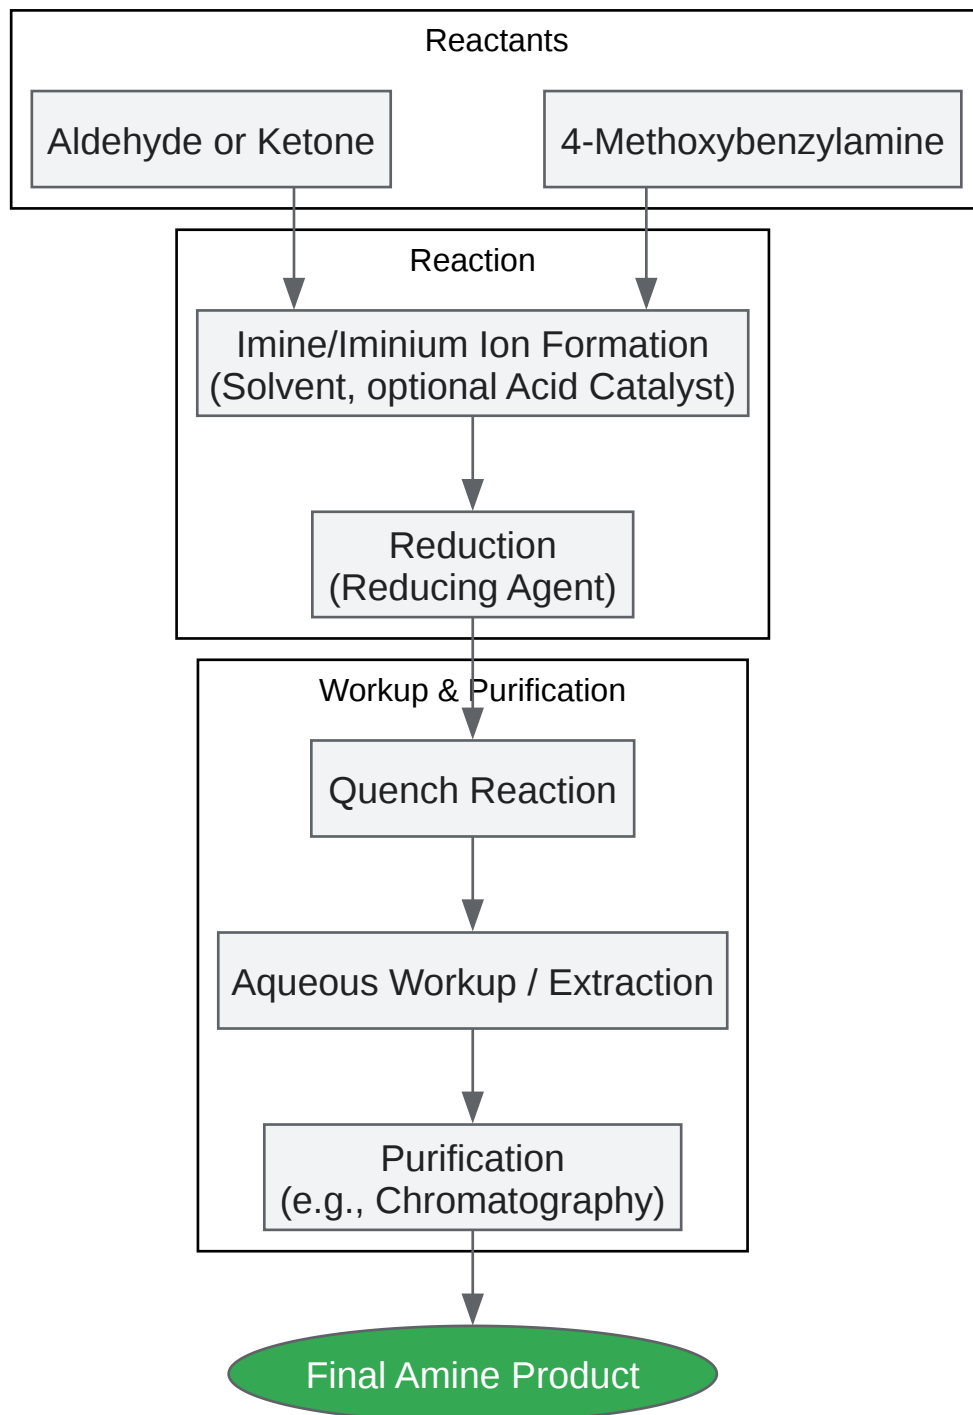 Reactants
Aldehyde or Ketone
4-Methoxybenzylamine
Reaction
Imine/Iminium Ion Formation
(Solvent, optional Acid Catalyst)
Reduction
(Reducing Agent)
Workup & Purification
Quench Reaction
Aqueous Workup / Extraction
Purification
(e.g., Chromatography)
Final Amine Product